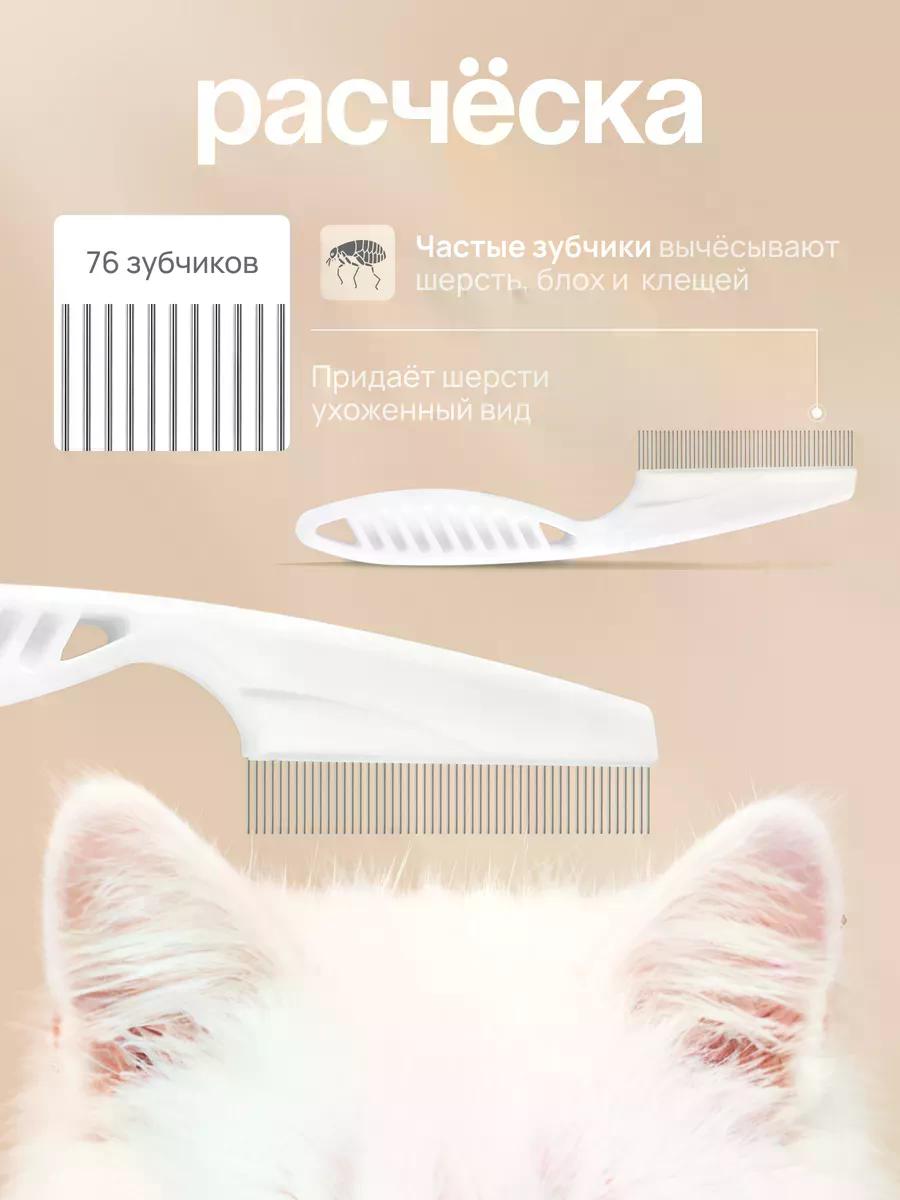 расчёска
76 зубчиков
Частые зубчики вычёсывают
шерсть, блох и клещей
Придаёт шерсти
ухоженный вид